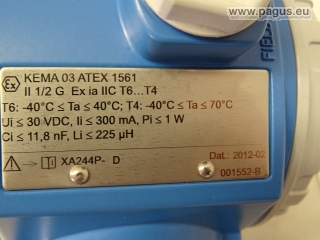 www.pagus.eu
FIEL
Ex KEMA 03 ATEX 1561
II 1/2 G Ex ia IIC T6...T4
T6: -40°C ≤ Ta ≤ 40°C; T4: -40°C ≤ Ta ≤ 70°C
Ui ≤ 30 VDC, Ii ≤ 300 mA, Pi ≤ 1 W
Ci ≤ 11,8 nF, Li ≤ 225 µH
XA244P- D
Dat.: 2012-02
001552-B